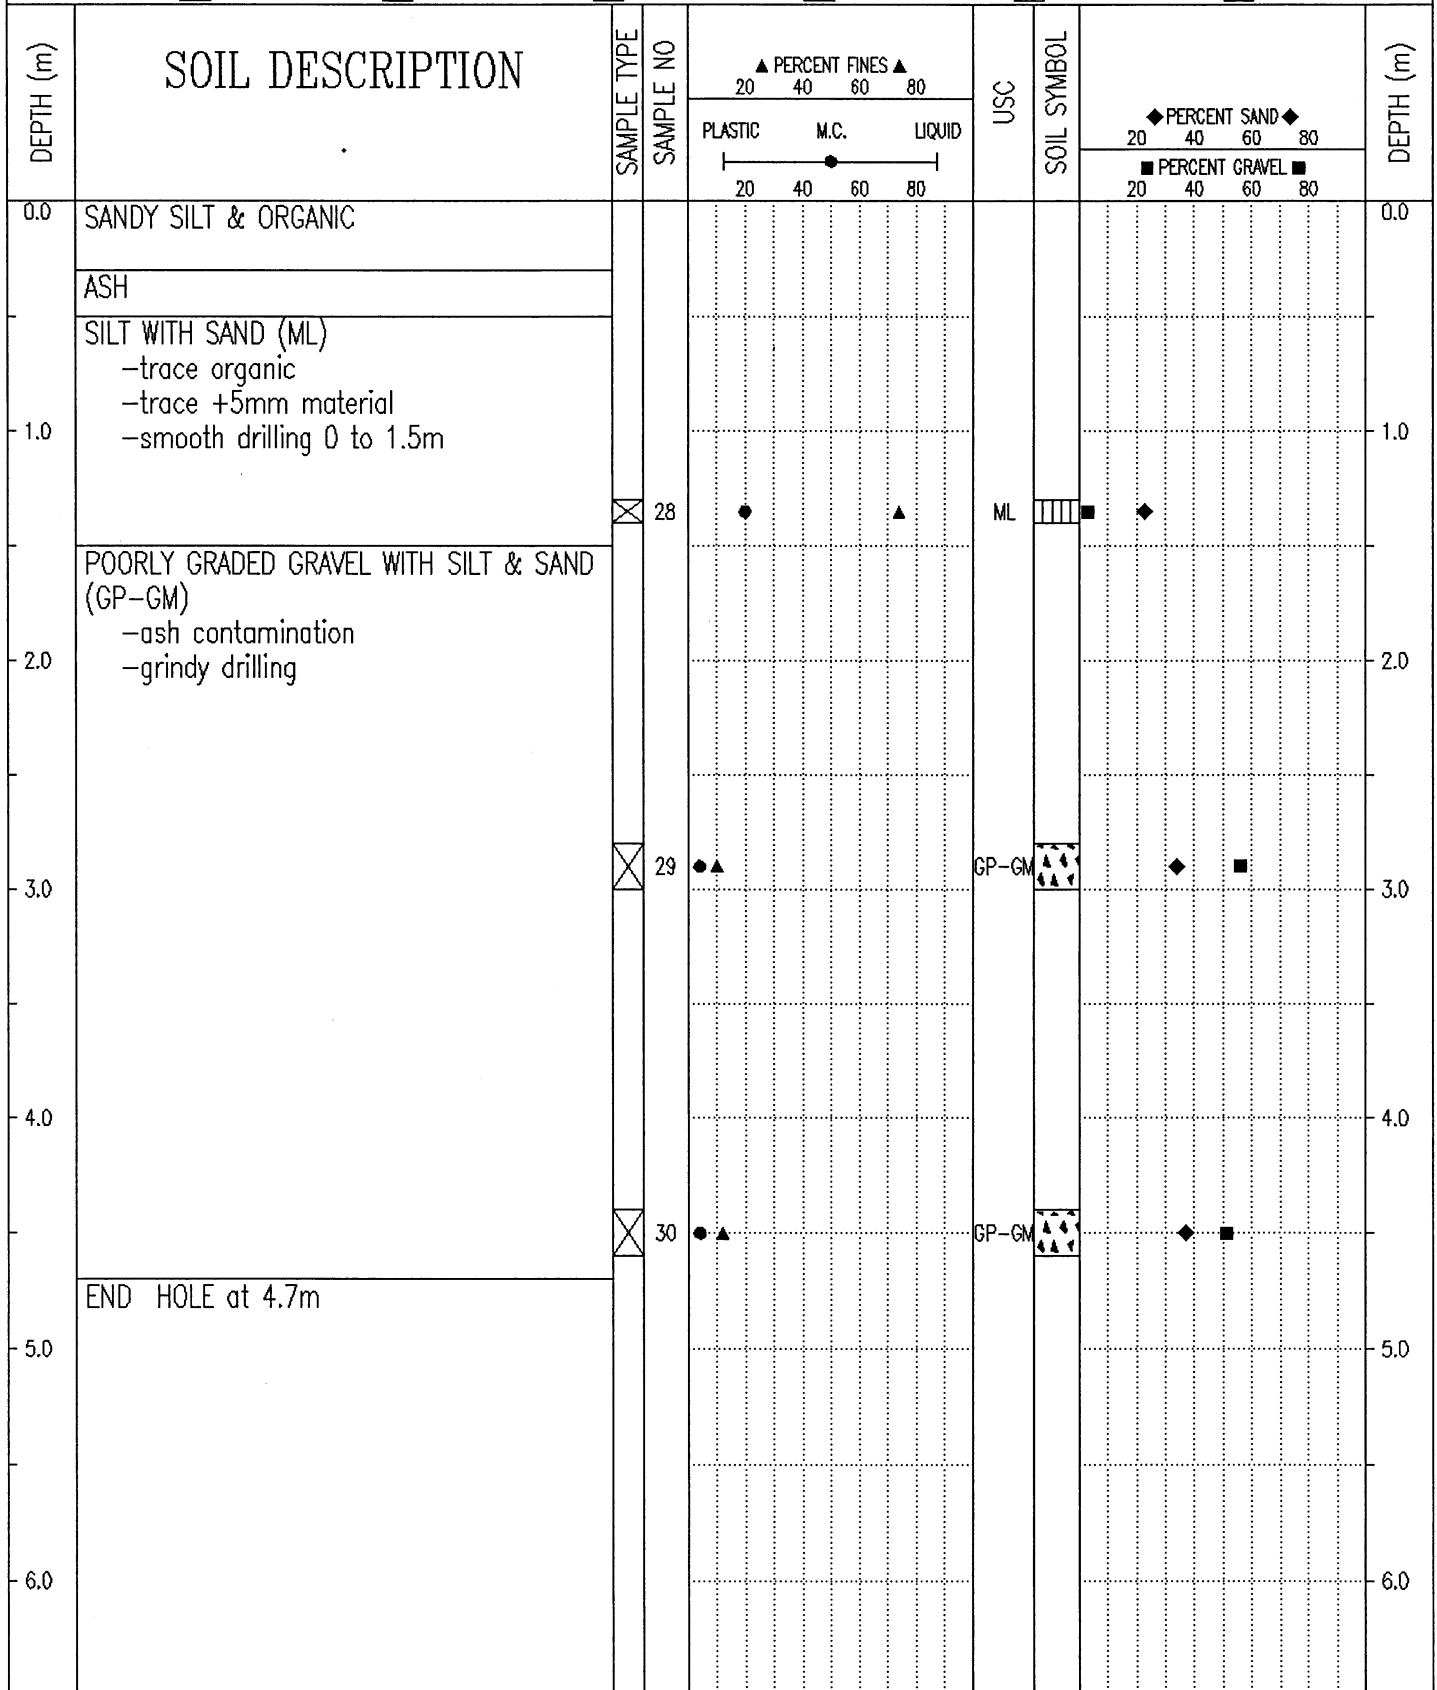 DEPTH (m)
SOIL DESCRIPTION
SAMPLE TYPE
SAMPLE NO
▲ PERCENT FINES ▲
20 40 60 80
PLASTIC M.C. LIQUID
20 40 60 80
USC
SOIL SYMBOL
◆ PERCENT SAND ◆
20 40 60 80
■ PERCENT GRAVEL ■
20 40 60 80
DEPTH (m)
0.0 SANDY SILT & ORGANIC 0.0
ASH
SILT WITH SAND (ML)
-trace organic
-trace +5mm material
1.0 -smooth drilling 0 to 1.5m 1.0
28 ML
POORLY GRADED GRAVEL WITH SILT & SAND
(GP-GM)
-ash contamination
2.0 -grindy drilling 2.0
29 GP-GM
3.0 3.0
4.0 4.0
30 GP-GM
END HOLE at 4.7m
5.0 5.0
6.0 6.0